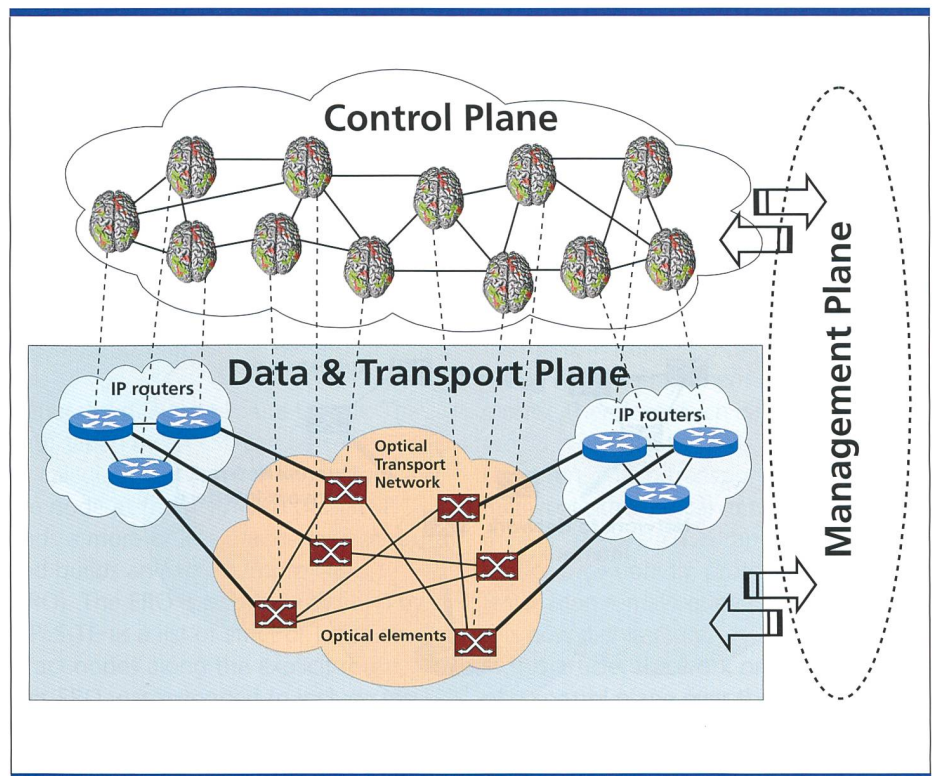 Control Plane
Data & Transport Plane
IP routers
IP routers
Optical
Transport
Network
Optical elements
Management Plane